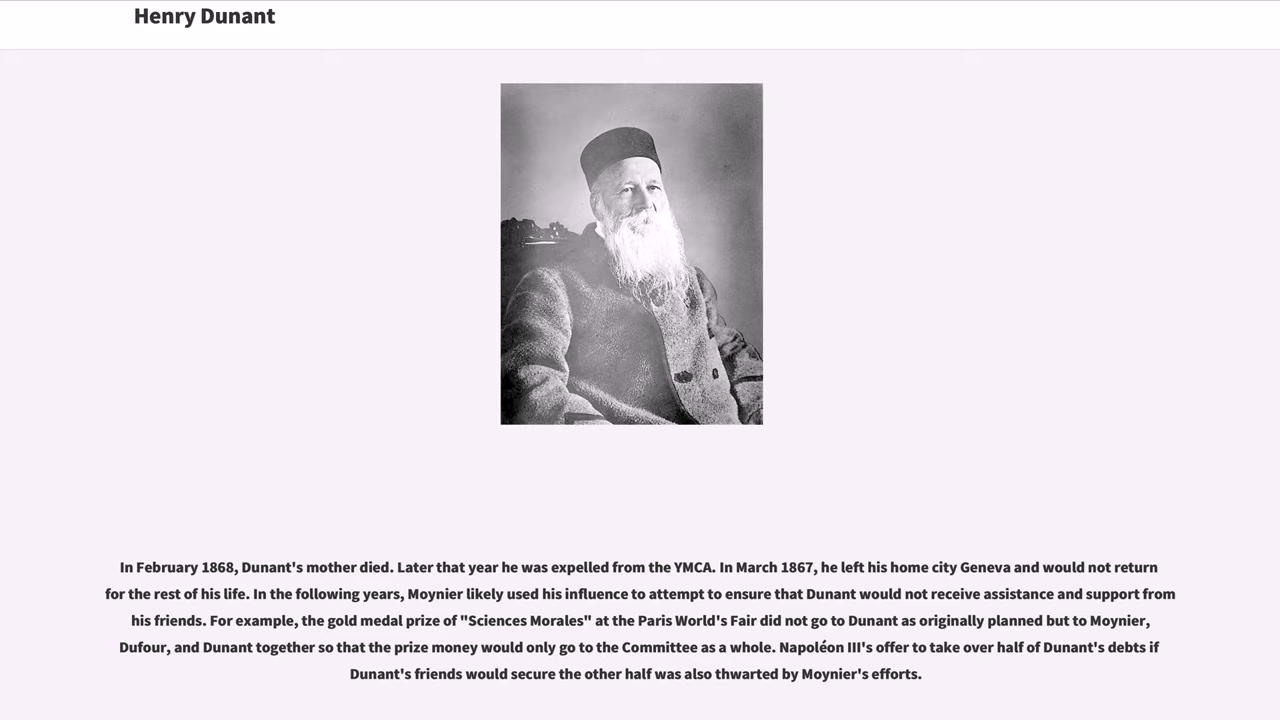 Henry Dunant
In February 1868, Dunant's mother died. Later that year he was expelled from the YMCA. In March 1867, he left his home city Geneva and would not return
for the rest of his life. In the following years, Moynier likely used his influence to attempt to ensure that Dunant would not receive assistance and support from
his friends. For example, the gold medal prize of "Sciences Morales" at the Paris World's Fair did not go to Dunant as originally planned but to Moynier,
Dufour, and Dunant together so that the prize money would only go to the Committee as a whole. Napoléon III's offer to take over half of Dunant's debts if
Dunant's friends would secure the other half was also thwarted by Moynier's efforts.